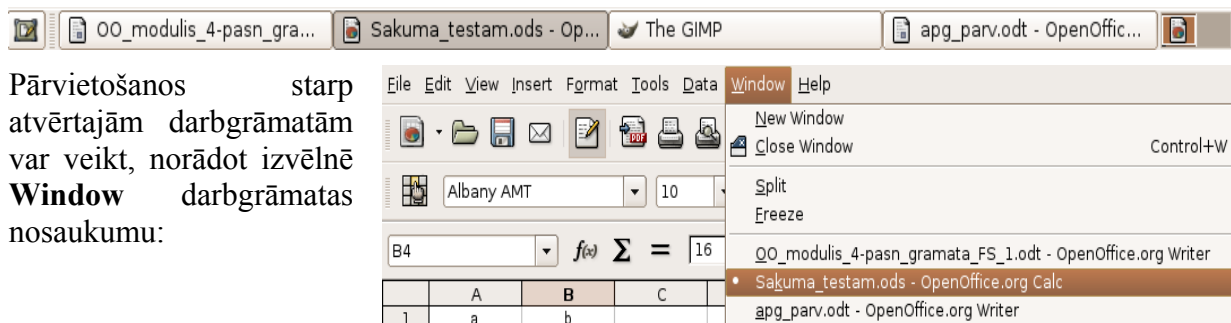 OO_modulis_4-pasn_gra... Sakuma_testam.ods - Op... The GIMP apg_parv.odt - OpenOffic...
Pārvietošanos starp
atvērtajām darbgrāmatām
var veikt, norādot izvēlnē
Window darbgrāmatas
nosaukumu:
File Edit View Insert Format Tools Data Window Help
New Window
Close Window Control+W
Split
Freeze
OO_modulis_4-pasn_gramata_FS_1.odt - OpenOffice.org Writer
Sakuma_testam.ods - OpenOffice.org Calc
apg_parv.odt - OpenOffice.org Writer
PDF
Albany AMT 10
B4 f(x) Σ = 16
A B C
1 a b